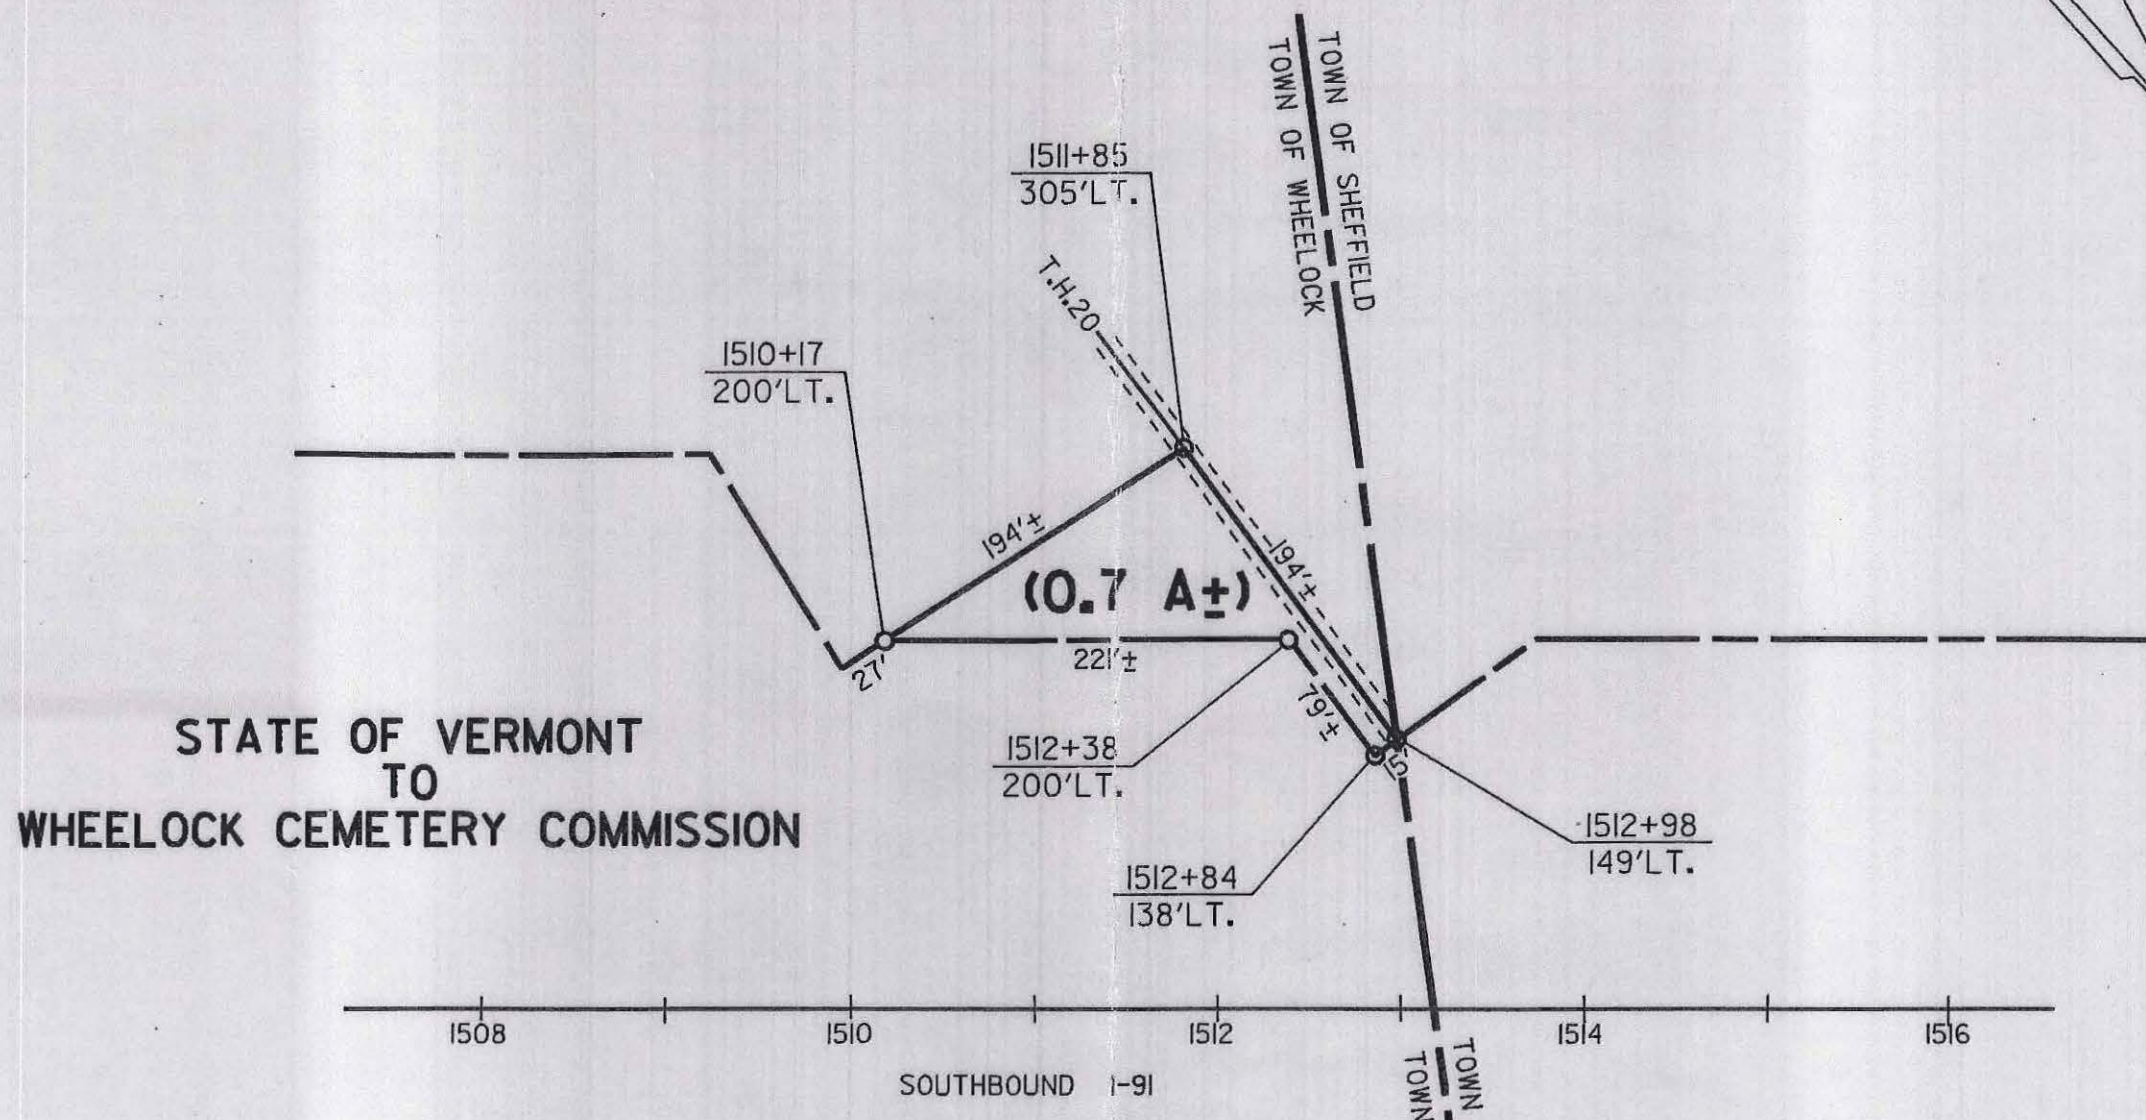 TOWN OF SHEFFIELD
TOWN OF WHEELOCK
1511+85
305'LT.
T.H.20
1510+17
200'LT.
194'±
194'±
(0.7 A±)
27'
221'±
79'±
15'
STATE OF VERMONT
TO
WHEELOCK CEMETERY COMMISSION
1512+38
200'LT.
1512+98
149'LT.
1512+84
138'LT.
1508
1510
1512
1514
1516
SOUTHBOUND I-91
TOWN
TOWN